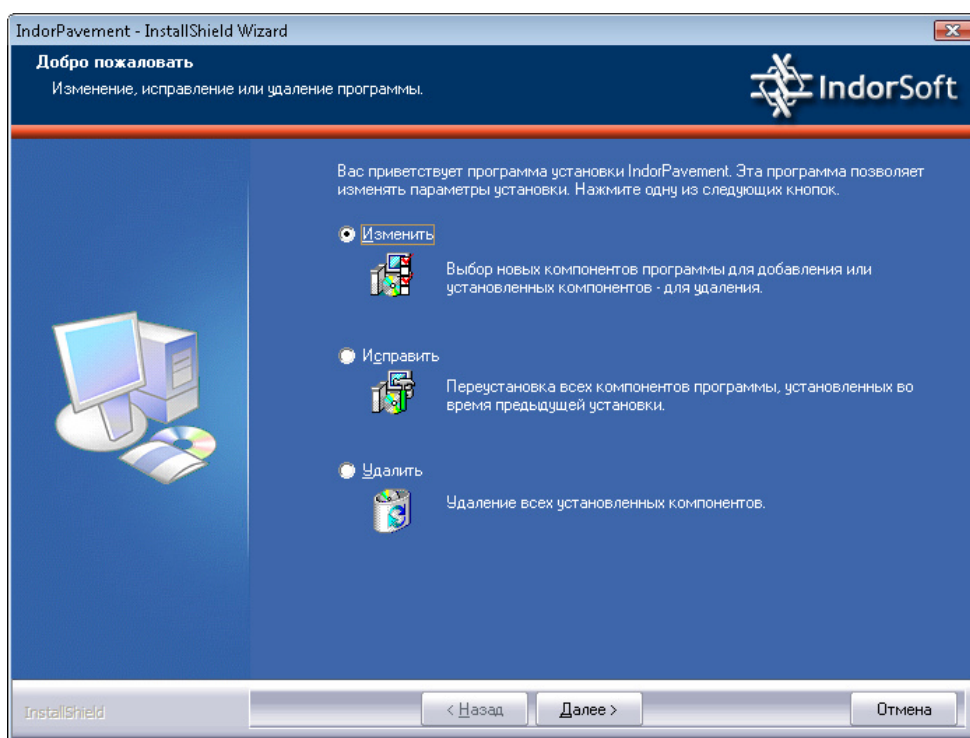 IndorPavement - InstallShield Wizard
Добро пожаловать
Изменение, исправление или удаление программы.
IndorSoft
Вас приветствует программа установки IndorPavement. Эта программа позволяет
изменять параметры установки. Нажмите одну из следующих кнопок.
Изменить
Выбор новых компонентов программы для добавления или
установленных компонентов - для удаления.
Исправить
Переустановка всех компонентов программы, установленных во
время предыдущей установки.
Удалить
Удаление всех установленных компонентов.
InstallShield
< Назад
Далее >
Отмена